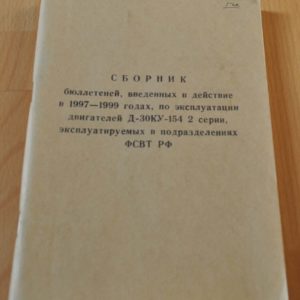 СБОРНИК
бюллетеней, введенных в действие
в 1997—1999 годах, по эксплуатации
двигателей Д-30КУ-154 2 серии,
эксплуатируемых в подразделениях
ФСВТ РФ